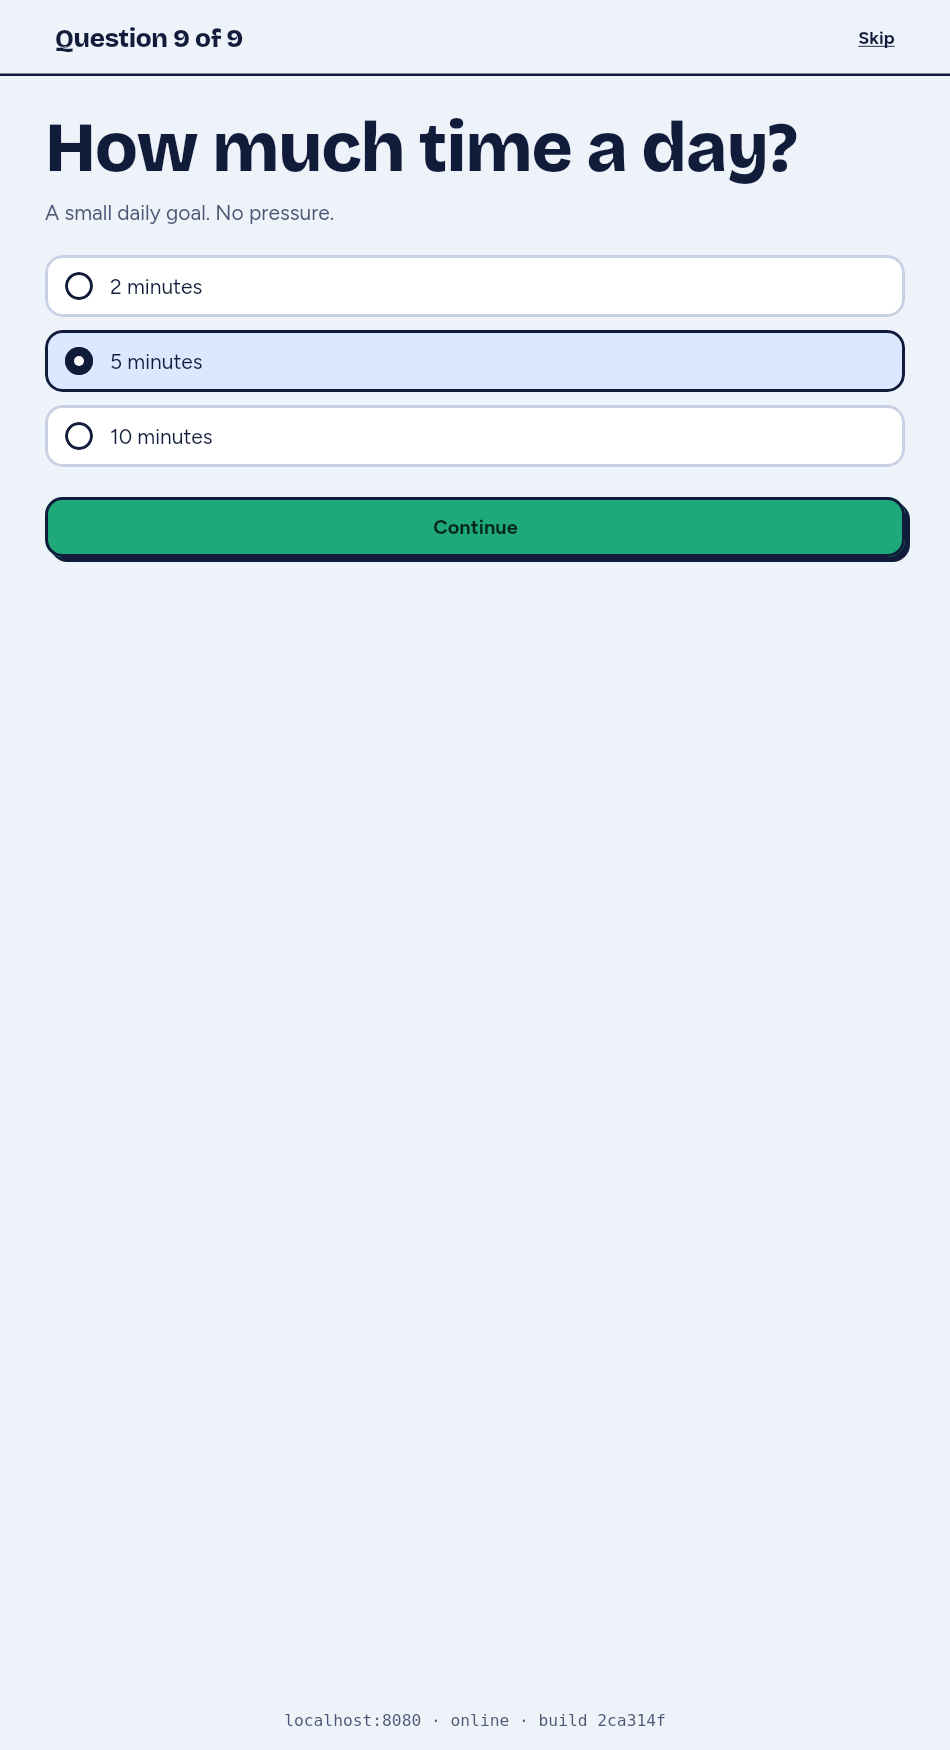 Question 9 of 9
Skip
How much time a day?
A small daily goal. No pressure.
2 minutes
5 minutes
10 minutes
Continue
localhost:8080 · online · build 2ca314f